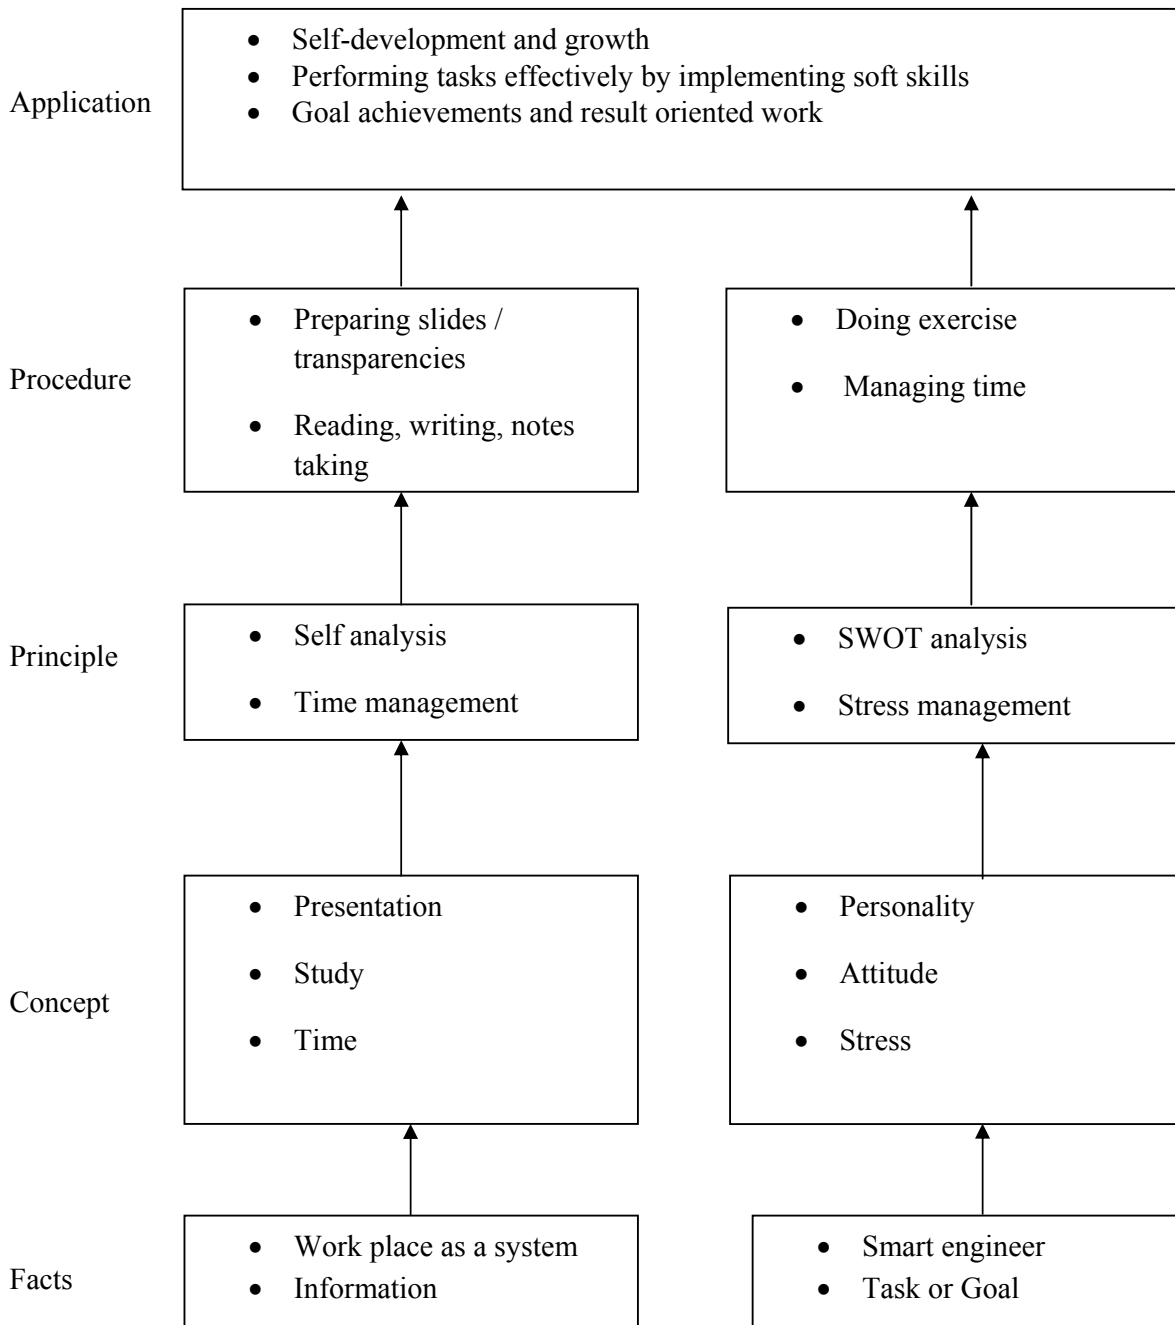 Application
• Self-development and growth
• Performing tasks effectively by implementing soft skills
• Goal achievements and result oriented work
Procedure
• Preparing slides /
transparencies
• Reading, writing, notes
taking
• Doing exercise
• Managing time
Principle
• Self analysis
• Time management
• SWOT analysis
• Stress management
Concept
• Presentation
• Study
• Time
• Personality
• Attitude
• Stress
Facts
• Work place as a system
• Information
• Smart engineer
• Task or Goal